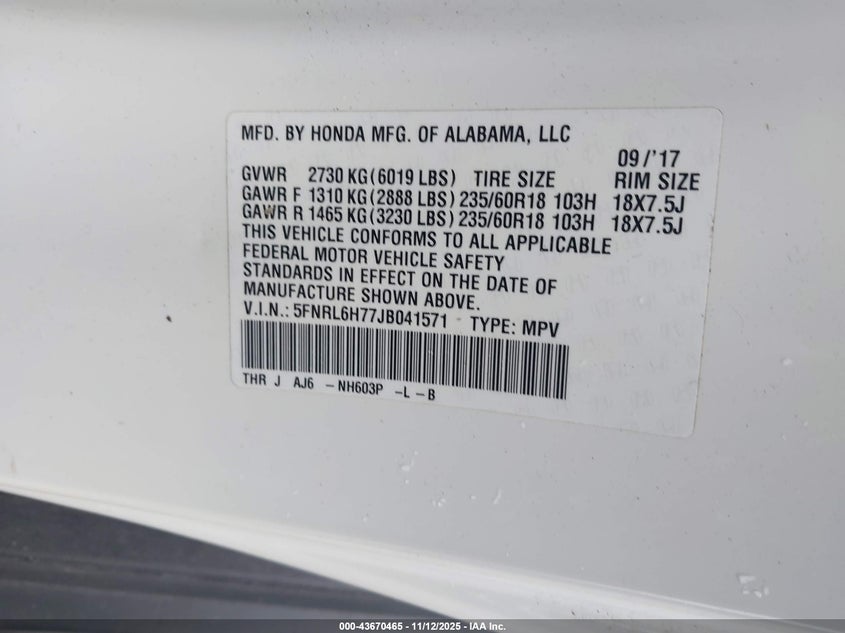 MFD. BY HONDA MFG. OF ALABAMA, LLC
09/'17
GVWR 2730 KG(6019 LBS) TIRE SIZE RIM SIZE
GAWR F 1310 KG(2888 LBS) 235/60R18 103H 18X7.5J
GAWR R 1465 KG(3230 LBS) 235/60R18 103H 18X7.5J
THIS VEHICLE CONFORMS TO ALL APPLICABLE
FEDERAL MOTOR VEHICLE SAFETY
STANDARDS IN EFFECT ON THE DATE OF
MANUFACTURE SHOWN ABOVE.
V.I.N.: 5FNRL6H77JB041571 TYPE: MPV
THR J AJ6 -NH603P -L -B
000-43670465 - 11/12/2025 - IAA Inc.